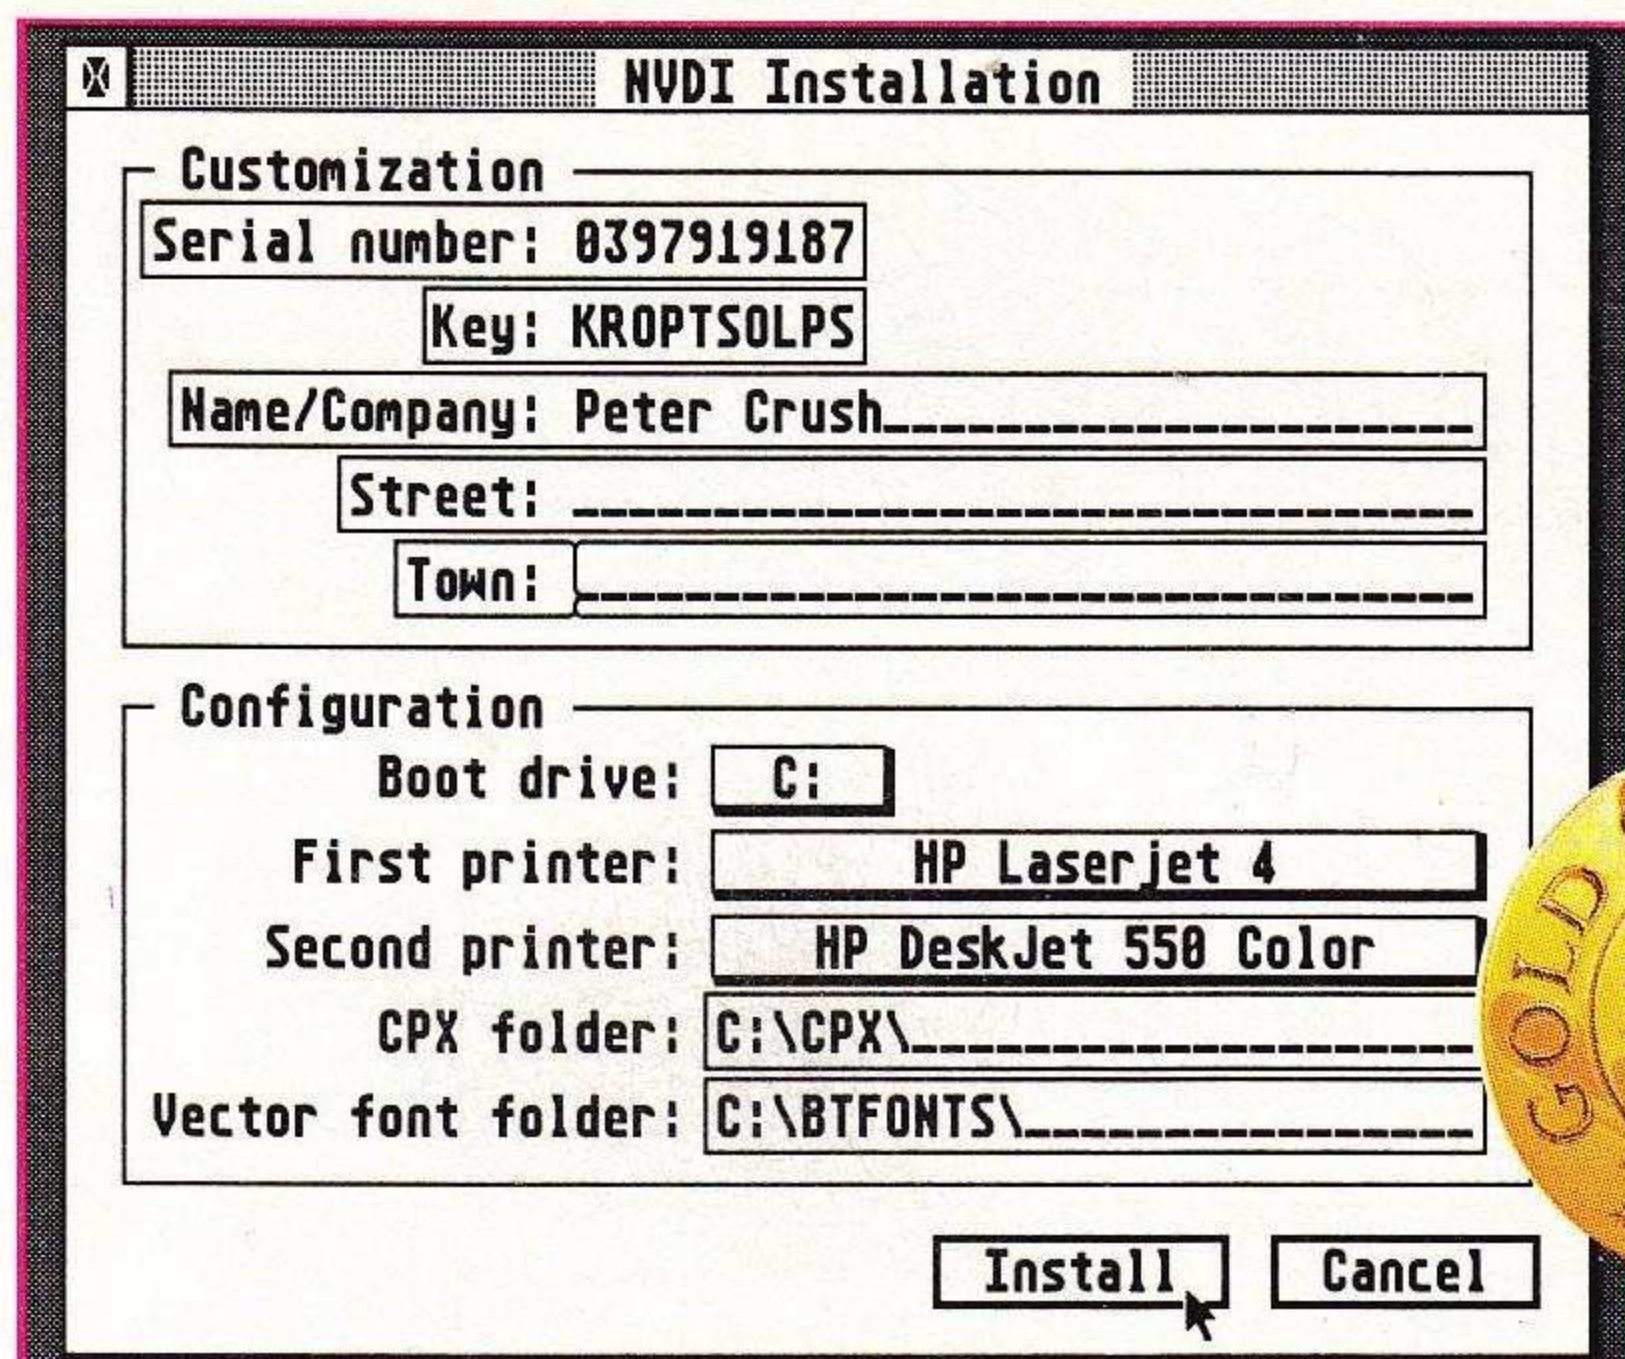 NVDI Installation
Customization
Serial number: 0397919187
Key: KROPTSOLPS
Name/Company: Peter Crush
Street:
Town:
Configuration
Boot drive: C:
First printer: HP Laserjet 4
Second printer: HP DeskJet 550 Color
CPX folder: C:\CPX\
Vector font folder: C:\BTFONTS\
Install Cancel
GOLD